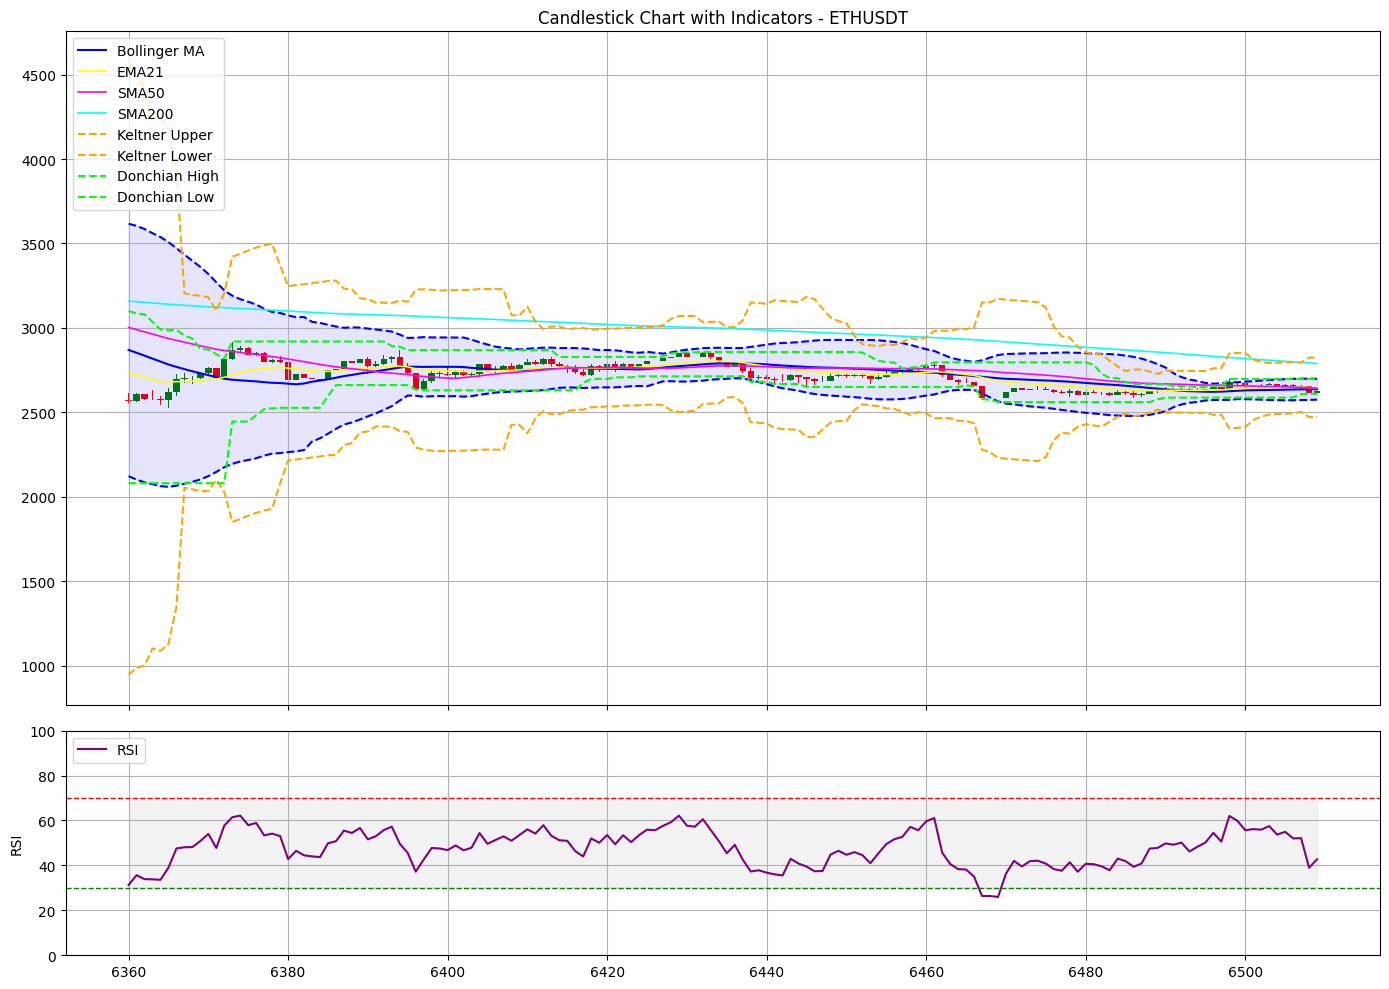 Candlestick Chart with Indicators - ETHUSDT
Bollinger MA
EMA21
SMA50
SMA200
Keltner Upper
Keltner Lower
Donchian High
Donchian Low
4500
4000
3500
3000
2500
2000
1500
1000
RSI
100
80
60
40
20
0
RSI
6360
6380
6400
6420
6440
6460
6480
6500